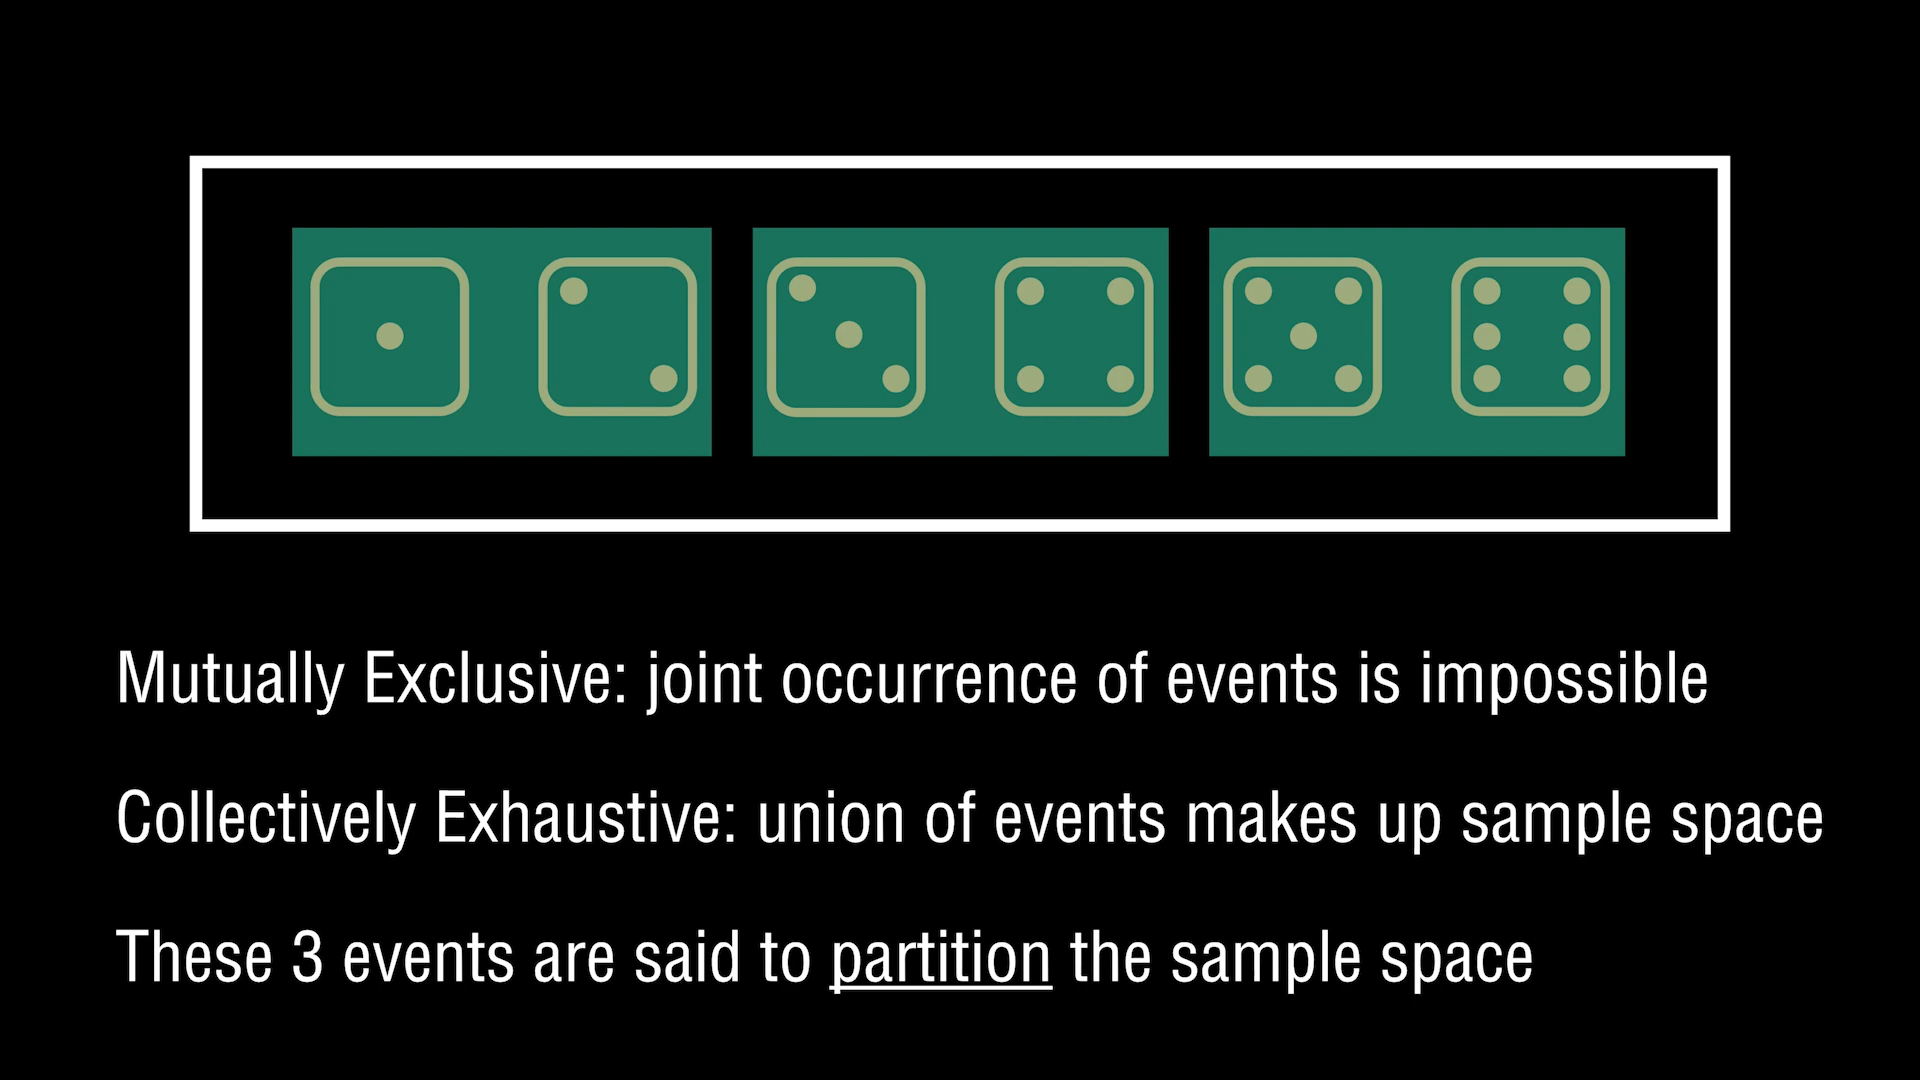 Mutually Exclusive: joint occurrence of events is impossible
Collectively Exhaustive: union of events makes up sample space
These 3 events are said to partition the sample space